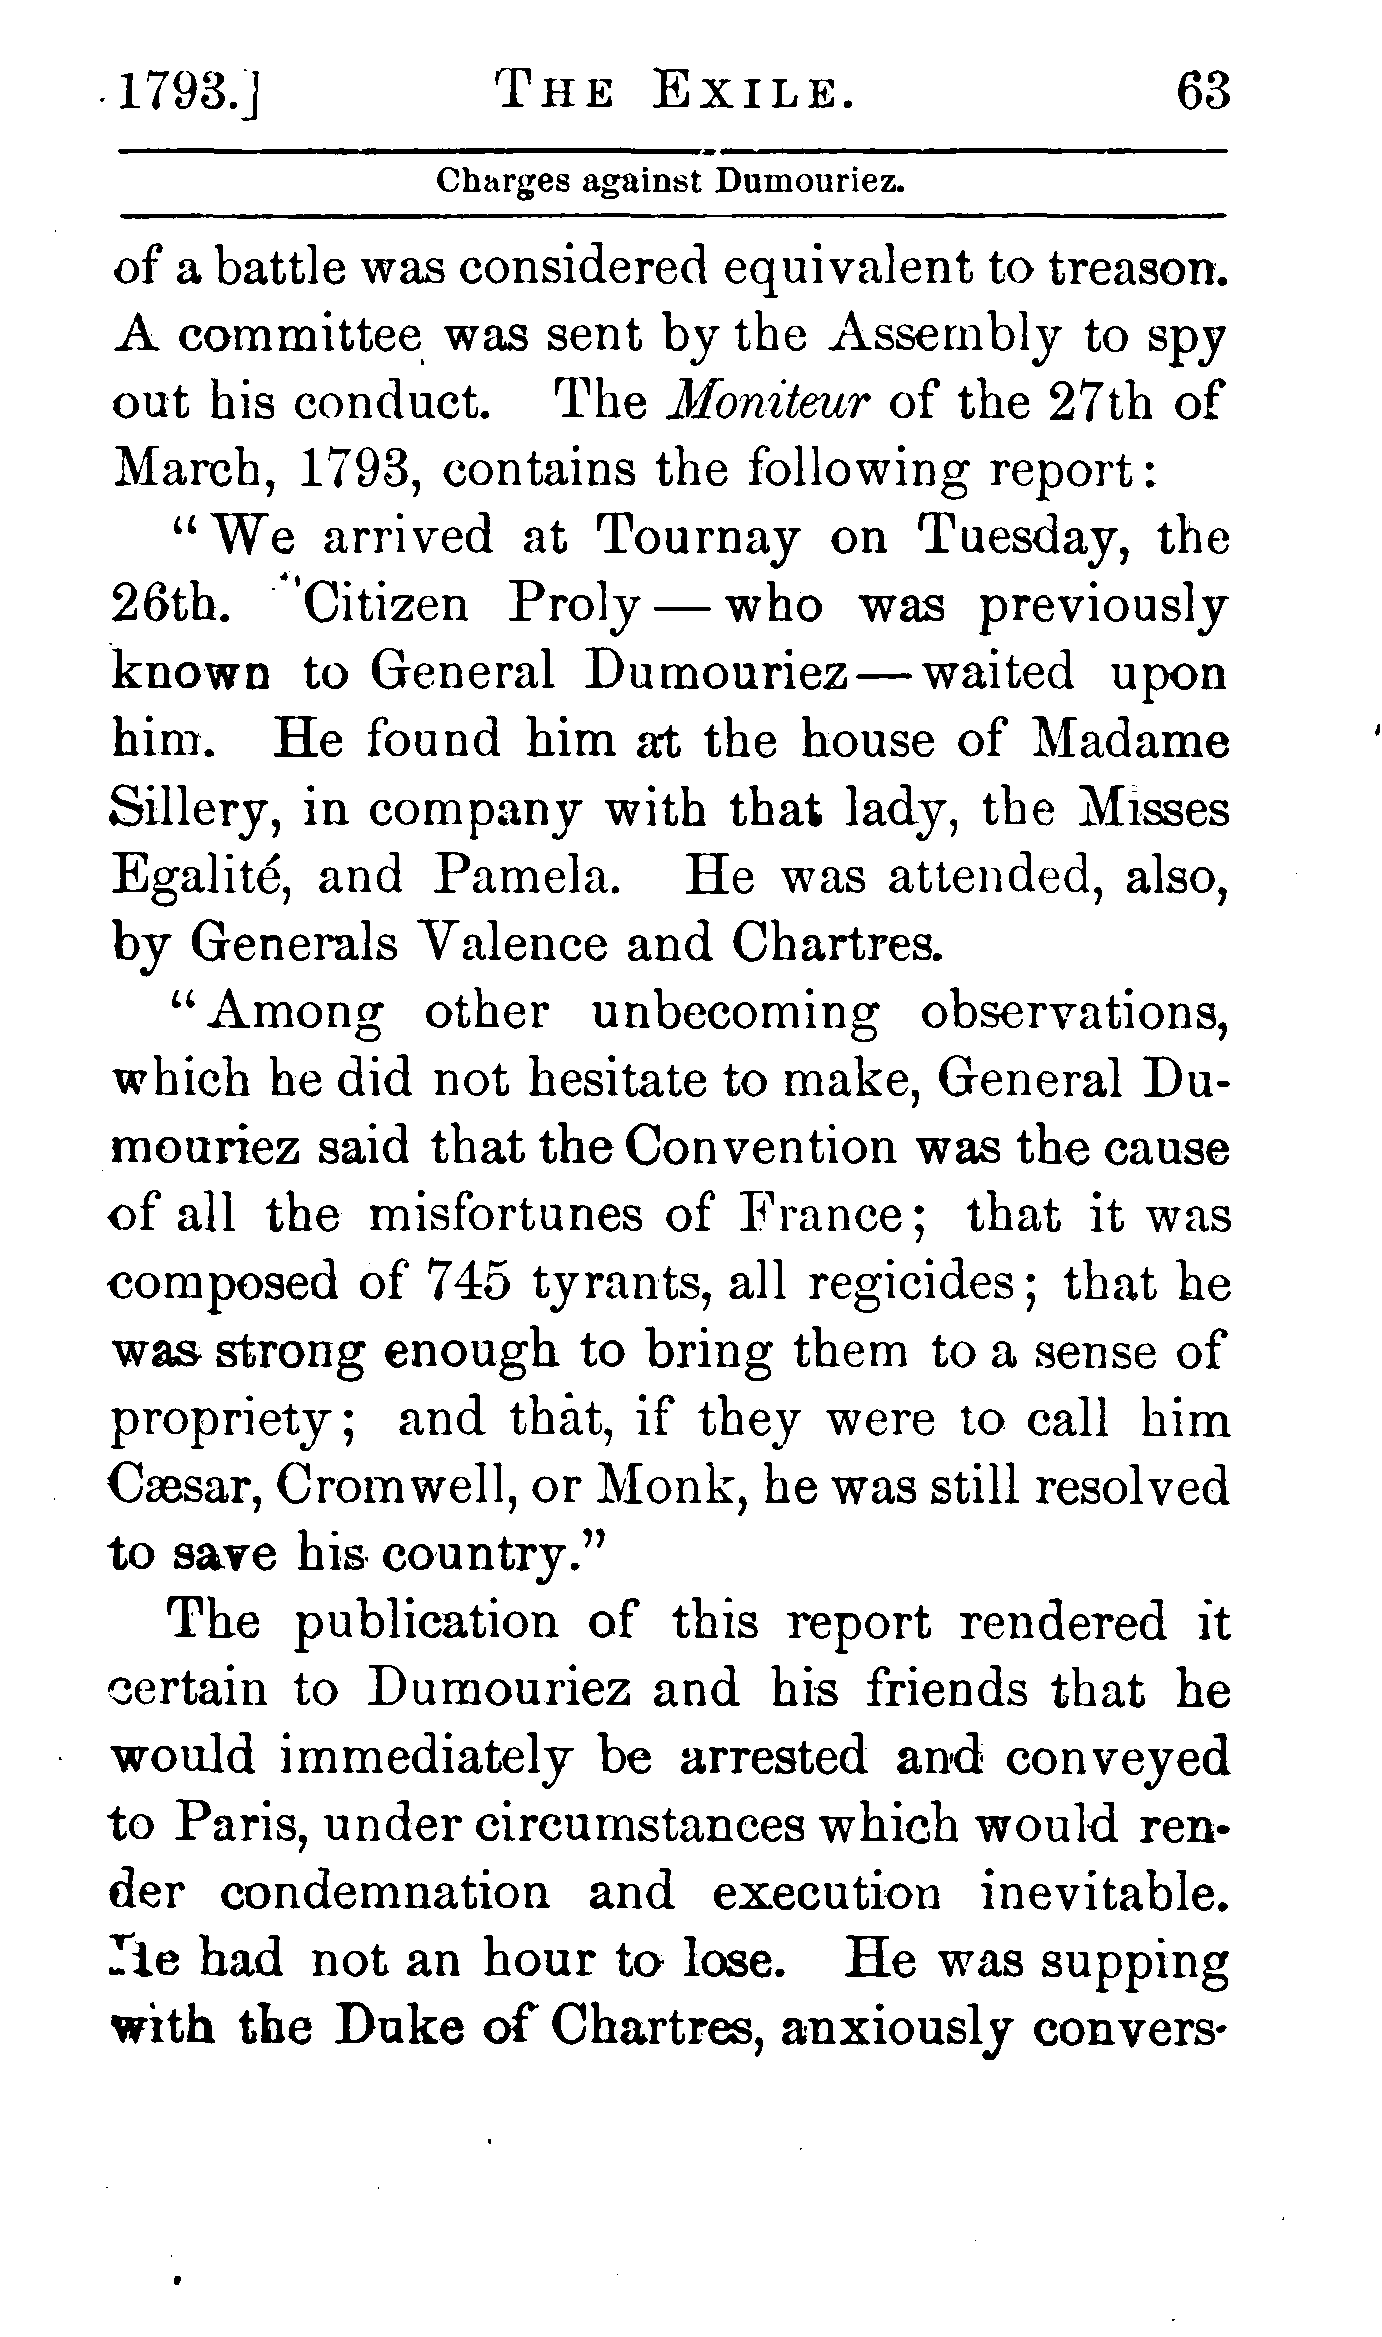 1793.] THE EXILE. 63
Charges against Dumouriez.
of a battle was considered equivalent to treason.
A committee was sent by the Assembly to spy
out his conduct. The Moniteur of the 27th of
March, 1793, contains the following report:
"We arrived at Tournay on Tuesday, the
26th. Citizen Proly—who was previously
known to General Dumouriez—waited upon
him. He found him at the house of Madame
Sillery, in company with that lady, the Misses
Egalité, and Pamela. He was attended, also,
by Generals Valence and Chartres.
"Among other unbecoming observations,
which he did not hesitate to make, General Du-
mouriez said that the Convention was the cause
of all the misfortunes of France; that it was
composed of 745 tyrants, all regicides; that he
was strong enough to bring them to a sense of
propriety; and that, if they were to call him
Cæsar, Cromwell, or Monk, he was still resolved
to save his country."
The publication of this report rendered it
certain to Dumouriez and his friends that he
would immediately be arrested and conveyed
to Paris, under circumstances which would ren-
der condemnation and execution inevitable.
He had not an hour to lose. He was supping
with the Duke of Chartres, anxiously convers-